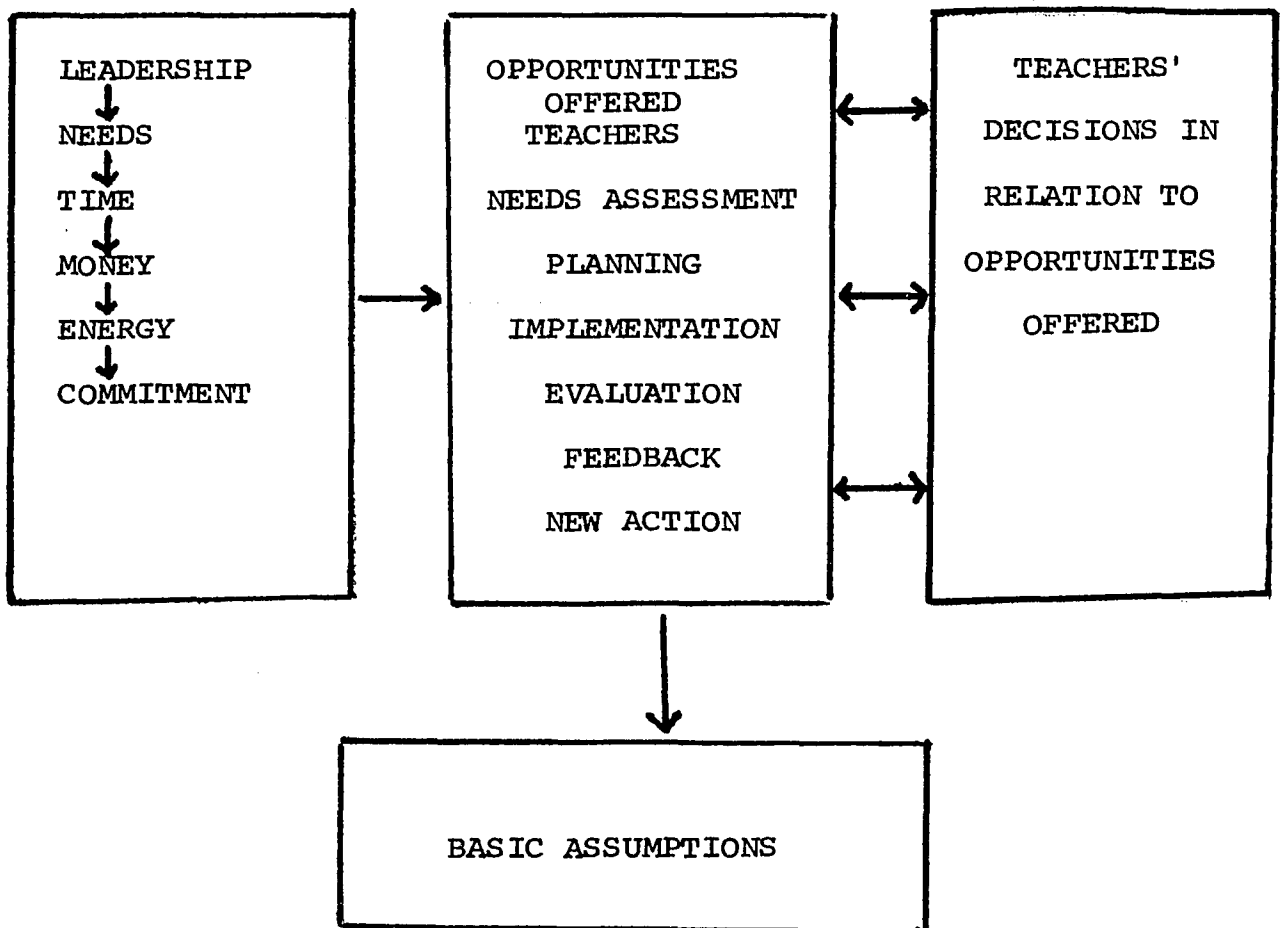 LEADERSHIP
NEEDS
TIME
MONEY
ENERGY
COMMITMENT
OPPORTUNITIES
OFFERED
TEACHERS
NEEDS ASSESSMENT
PLANNING
IMPLEMENTATION
EVALUATION
FEEDBACK
NEW ACTION
TEACHERS'
DECISIONS IN
RELATION TO
OPPORTUNITIES
OFFERED
BASIC ASSUMPTIONS